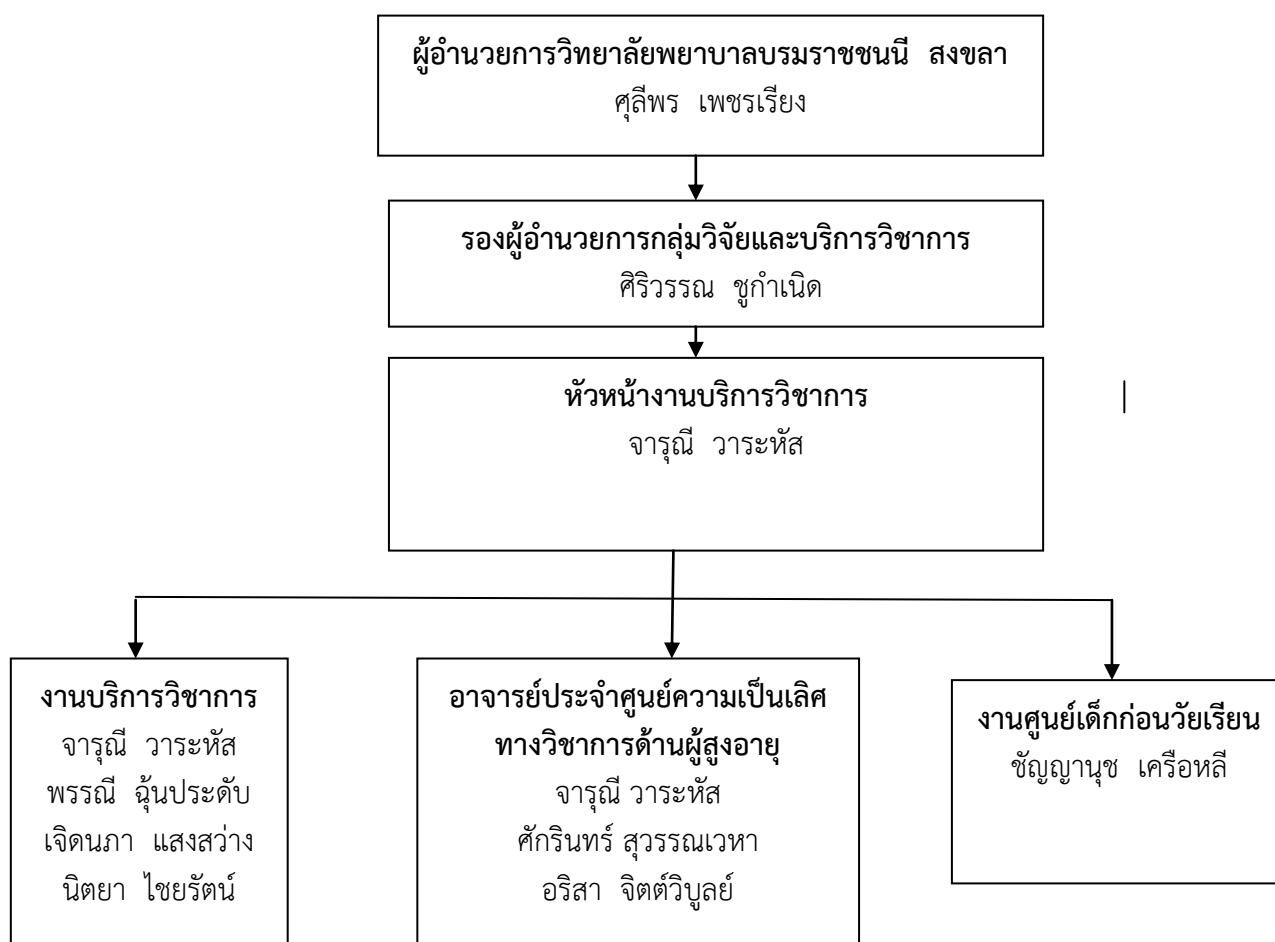 ผู้อำนวยการวิทยาลัยพยาบาลบรมราชชนนี  สงขลา
ศุลีพร  เพชรเรียง
รองผู้อำนวยการกลุ่มวิจัยและบริการวิชาการ
ศิริวรรณ  ชูกำเนิด
หัวหน้างานบริการวิชาการ
จารุณี  วาระหัส
งานบริการวิชาการ
จารุณี  วาระหัส
พรรณี  ฉุ้นประดับ
เจิดนภา  แสงสว่าง
นิตยา  ไชยรัตน์
อาจารย์ประจำศูนย์ความเป็นเลิศ
ทางวิชาการด้านผู้สูงอายุ
จารุณี วาระหัส
ศักรินทร์ สุวรรณเวหา
อริสา  จิตต์วิบูลย์
งานศูนย์เด็กก่อนวัยเรียน
ชัญญานุช  เครือหลี